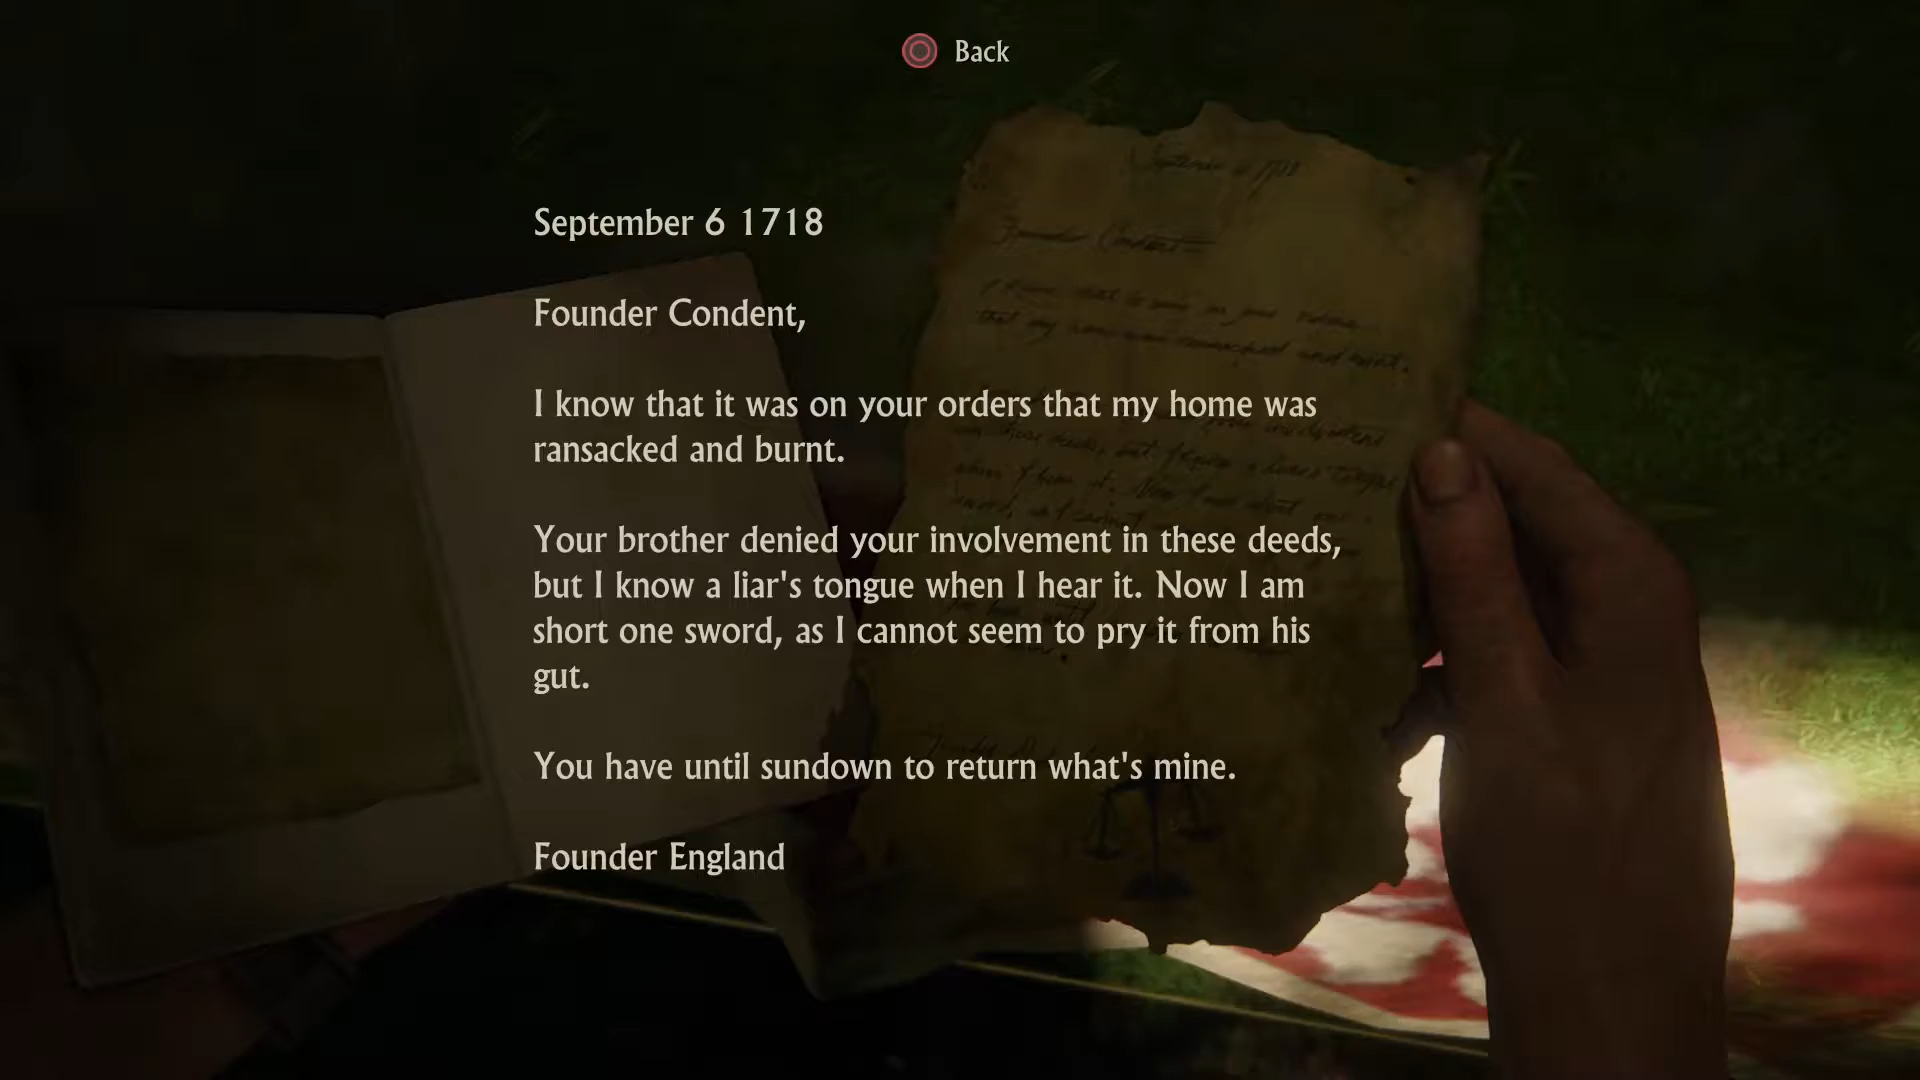 Back
September 6 1718
Founder Condent,
I know that it was on your orders that my home was
ransacked and burnt.
Your brother denied your involvement in these deeds,
but I know a liar's tongue when I hear it. Now I am
short one sword, as I cannot seem to pry it from his
gut.
You have until sundown to return what's mine.
Founder England